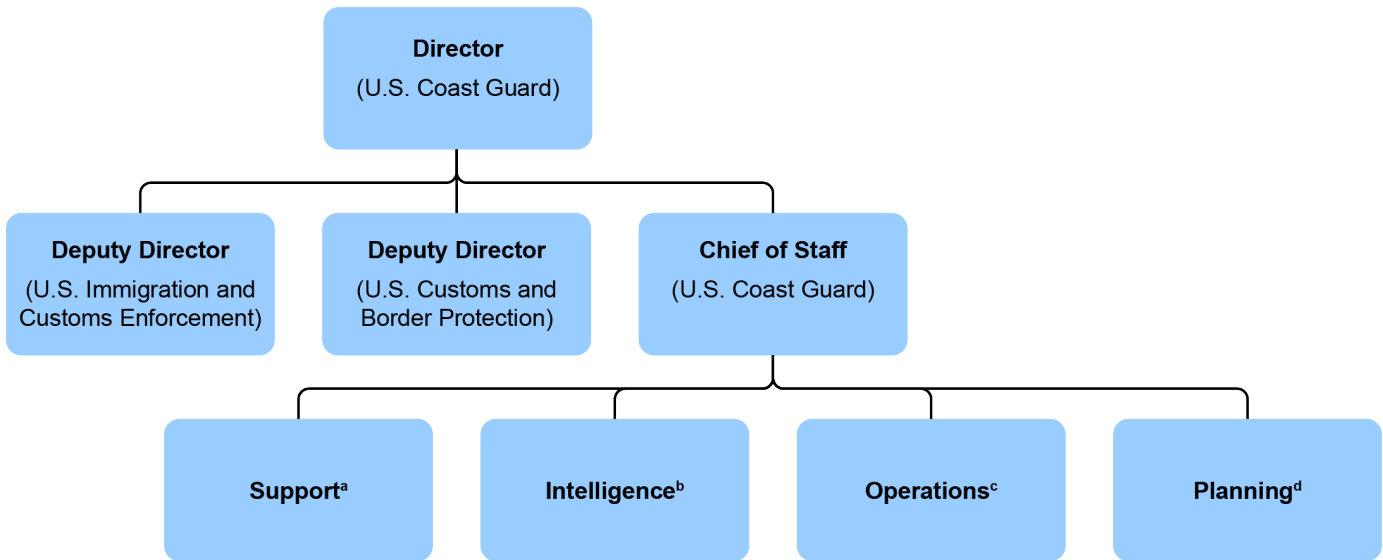 Director
(U.S. Coast Guard)
Deputy Director
(U.S. Immigration and
Customs Enforcement)
Deputy Director
(U.S. Customs and
Border Protection)
Chief of Staff
(U.S. Coast Guard)
Supportᵃ
Intelligenceᵇ
Operationsᶜ
Planningᵈ